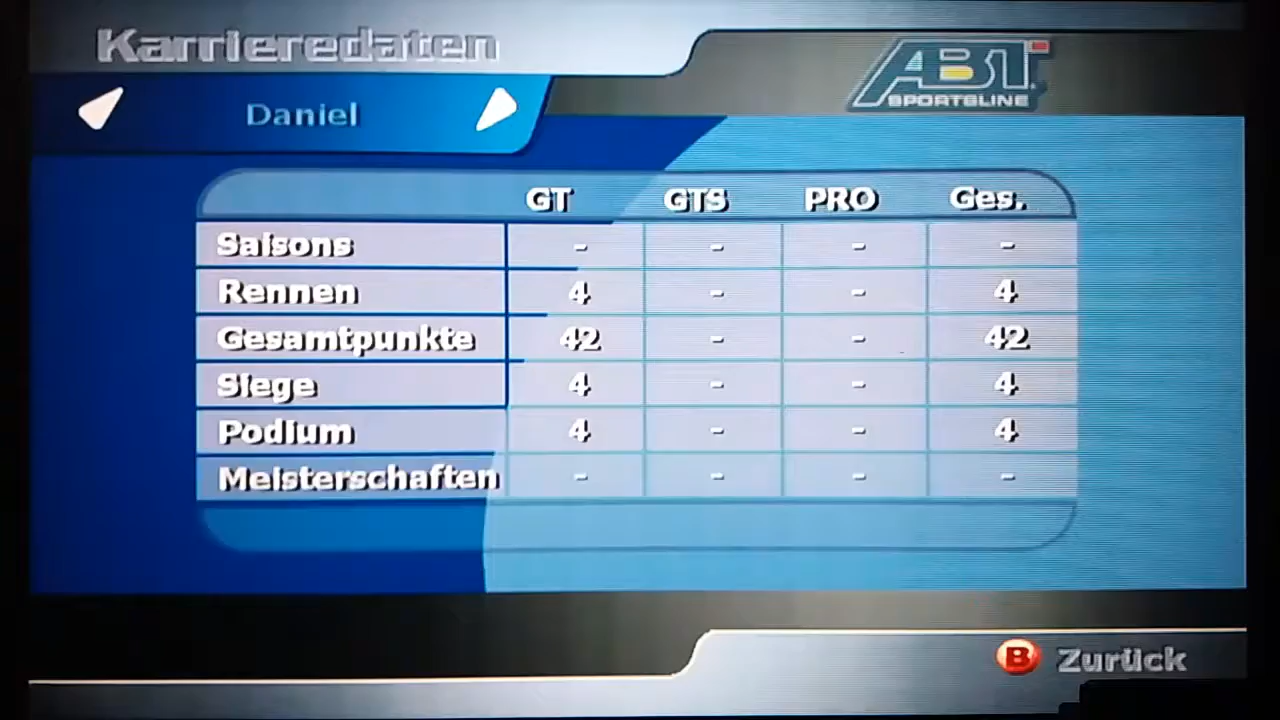 Karrieredaten
ABT
SPORTSLINE
Daniel
GT GTS PRO Ges.
Saisons - - - -
Rennen 4 - - 4
Gesamtpunkte 42 - - 42
Siege 4 - - 4
Podium 4 - - 4
Meisterschaften - - - -
B Zurück